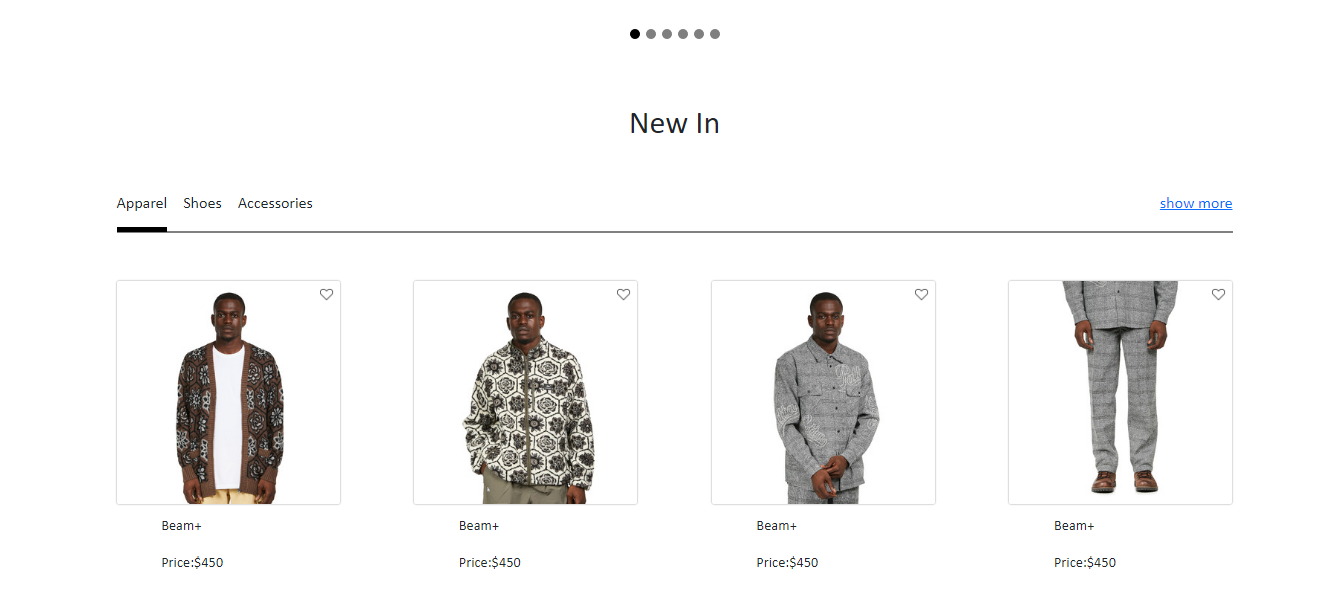 New In
Apparel Shoes Accessories show more
Beam+ Beam+ Beam+ Beam+
Price:$450 Price:$450 Price:$450 Price:$450